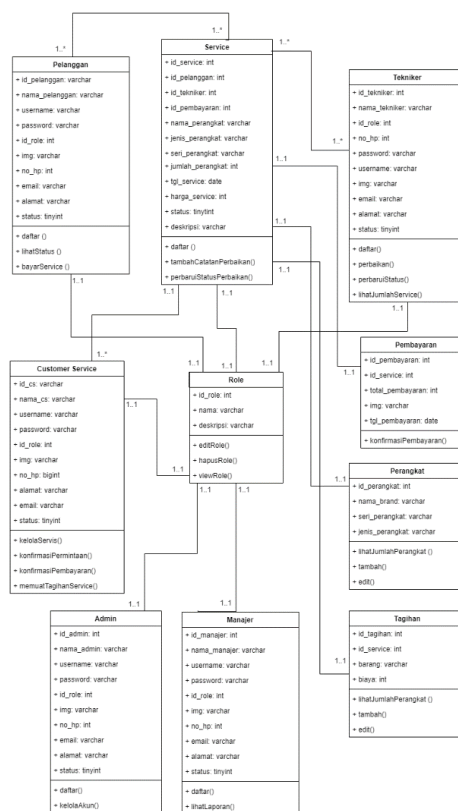 1..*
1..*
Pelanggan
+ id_pelanggan: varchar
+ nama_pelanggan: varchar
+ username: varchar
+ password: varchar
+ id_role: int
+ img: varchar
+ no_hp: int
+ email: varchar
+ alamat: varchar
+ status: tinyint
+ daftar ()
+ lihatStatus ()
+ bayarService ()
1..1
Service
+ id_service: int
+ id_pelanggan: int
+ id_tekniker: int
+ id_pembayaran: int
+ nama_perangkat: varchar
+ jenis_perangkat: varchar
+ seri_perangkat: varchar
+ jumlah_perangkat: int
+ tgl_service: date
+ harga_service: int
+ status: tinytint
+ deskripsi: varchar
+ daftar ()
+ tambahCatatanPerbaikan()
+ perbaruiStatusPerbaikan()
1..*
1..*
1..1
1..1
1..1
1..1
1..1
Tekniker
+ id_tekniker: int
+ nama_tekniker: varchar
+ id_role: int
+ no_hp: int
+ password: varchar
+ username: varchar
+ img: varchar
+ email: varchar
+ alamat: varchar
+ status: tinyint
+ daftar()
+ perbaikan()
+ perberuiStatus()
+ lihatJumlahService()
1..1
Customer Service
+ id_cs: varchar
+ nama_cs: varchar
+ username: varchar
+ password: varchar
+ id_role: int
+ img: varchar
+ no_hp: bigint
+ alamat: varchar
+ email: varchar
+ status: tinyint
+ kelolaServis()
+ konfirmasiPermintaan()
+ konfirmasiPembayaran()
+ memuatTagihanService()
1..*
1..1
1..1
1..1
1..1
1..1
Role
+ id_role: int
+ nama: varchar
+ deskripsi: varchar
+ editRole()
+ hapusRole()
+ viewRole()
1..1
1..1
1..1
Pembayaran
+ id_pembayaran: int
+ id_service: int
+ total_pembayaran: int
+ img: varchar
+ tgl_pembayaran: date
+ konfirmasiPembayaran()
1..1
Perangkat
+ id_perangkat: int
+ nama_brand: varchar
+ seri_perangkat: varchar
+ jenis_perangkat: varchar
+ lihatJumlahPerangkat ()
+ tambah()
+ edit()
1..1
Tagihan
+ id_tagihan: int
+ id_service: int
+ barang: varchar
+ biaya: int
+ lihatJumlahPerangkat ()
+ tambah()
+ edit()
1..1
1..1
Admin
+ id_admin: int
+ nama_admin: varchar
+ username: varchar
+ password: varchar
+ id_role: int
+ img: varchar
+ no_hp: int
+ email: varchar
+ alamat: varchar
+ status: tinyint
+ daftar()
+ kelolaAkun()
1..1
Manajer
+ id_manajer: int
+ nama_manajer: varchar
+ username: varchar
+ password: varchar
+ id_role: int
+ img: varchar
+ no_hp: int
+ email: varchar
+ alamat: varchar
+ status: tinyint
+ daftar()
+ lihatLaporan()